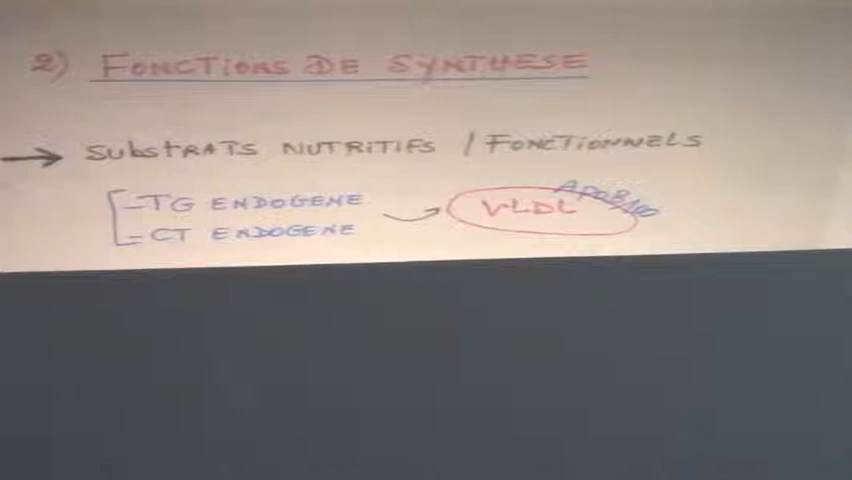 2) FONCTIONS DE SYNTHESE
→ SUbSTRATS NUTRITIFS / FONCTIONNELS
- TG ENDOGENE
- CT ENDOGENE
VLDL
APOB100